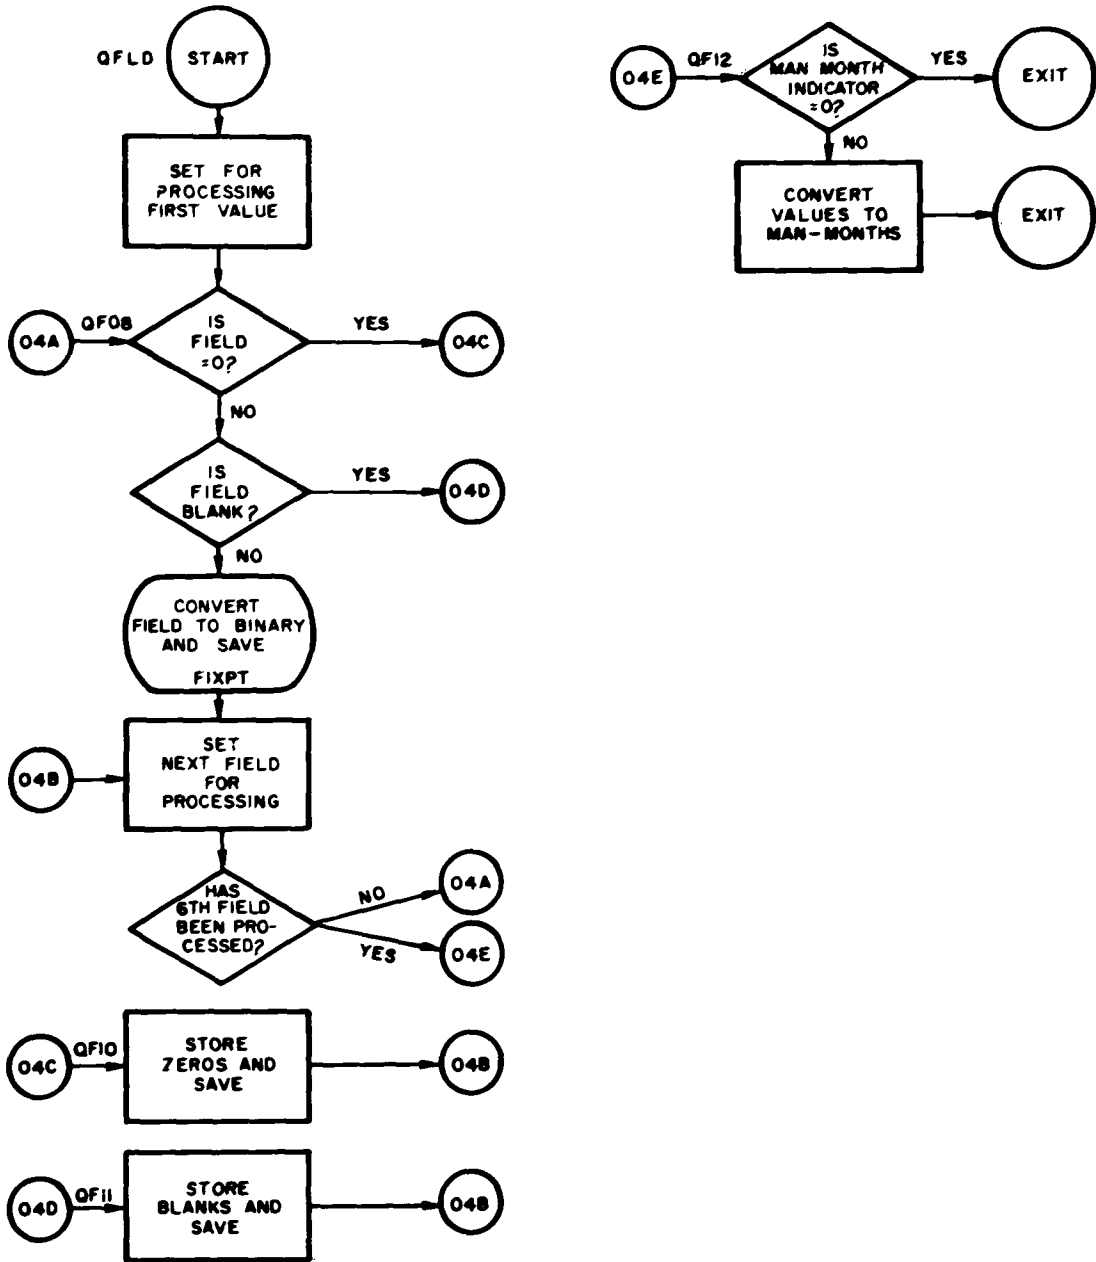 QFLD
START
SET FOR
PROCESSING
FIRST VALUE
04A
QF08
IS
FIELD
=0?
YES
04C
NO
IS
FIELD
BLANK?
YES
04D
NO
CONVERT
FIELD TO BINARY
AND SAVE
FIXPT
04B
SET
NEXT FIELD
FOR
PROCESSING
HAS
6TH FIELD
BEEN PRO-
CESSED?
NO
04A
YES
04E
04C
QF10
STORE
ZEROS AND
SAVE
04B
04D
QF11
STORE
BLANKS AND
SAVE
04B
04E
QF12
IS
MAN MONTH
INDICATOR
=0?
YES
EXIT
NO
CONVERT
VALUES TO
MAN-MONTHS
EXIT